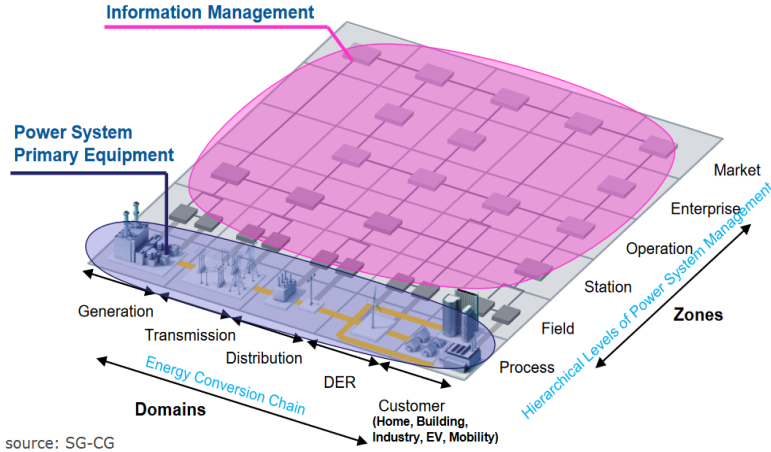 Information Management
Power System
Primary Equipment
Market
Enterprise
Operation
Station
Field
Process
Hierarchical Levels of Power System Management
Zones
Generation
Transmission
Distribution
DER
Customer
(Home, Building,
Industry, EV, Mobility)
Energy Conversion Chain
Domains
source: SG-CG